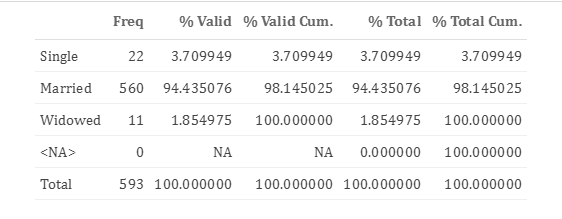 Freq % Valid % Valid Cum. % Total % Total Cum.
Single 22 3.709949 3.709949 3.709949 3.709949
Married 560 94.435076 98.145025 94.435076 98.145025
Widowed 11 1.854975 100.000000 1.854975 100.000000
<NA> 0 NA NA 0.000000 100.000000
Total 593 100.000000 100.000000 100.000000 100.000000